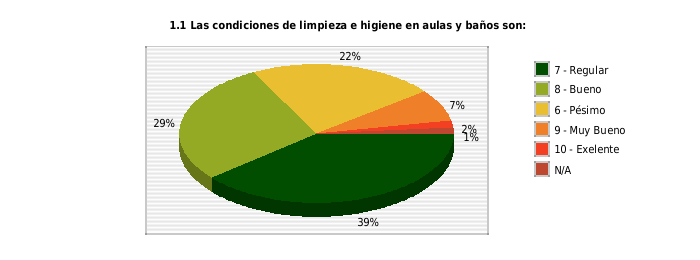 1.1 Las condiciones de limpieza e higiene en aulas y baños son:
22%
7%
2%
1%
29%
39%
7 - Regular
8 - Bueno
6 - Pésimo
9 - Muy Bueno
10 - Exelente
N/A